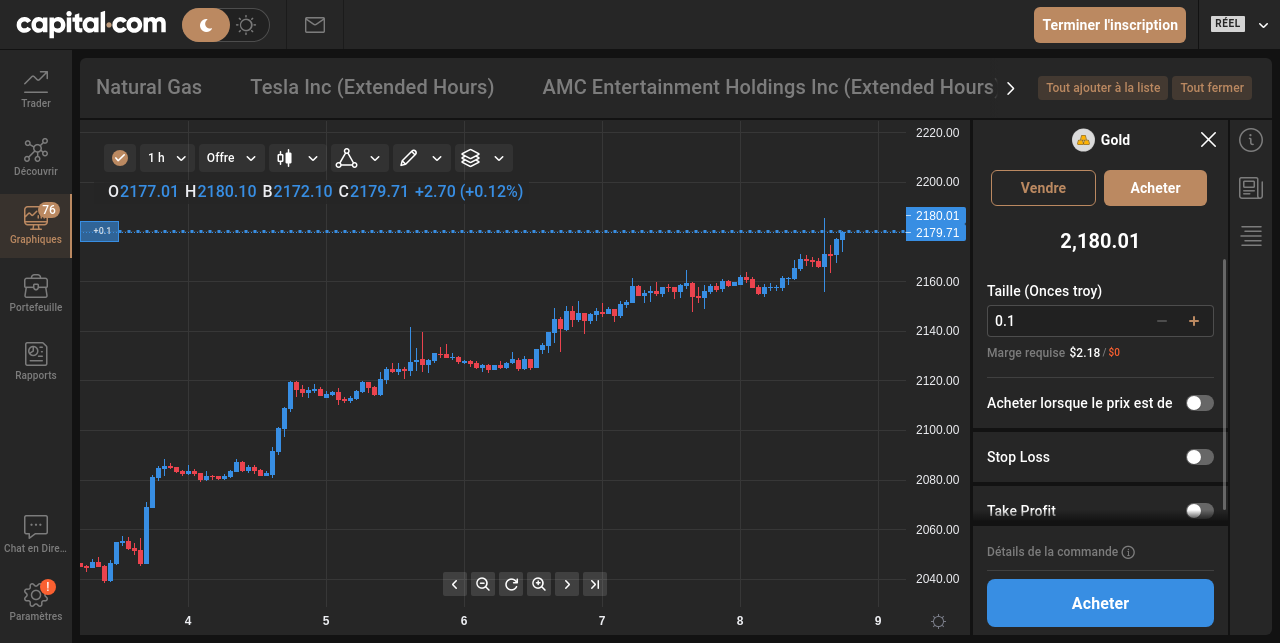 capital.com
Terminer l'inscription
RÉEL
Trader
Découvrir
76
Graphiques
Portefeuille
Rapports
Chat en Dire...
!
Paramètres
Natural Gas
Tesla Inc (Extended Hours)
AMC Entertainment Holdings Inc (Extended Hours)
Tout ajouter à la liste
Tout fermer
1 h
Offre
O2177.01 H2180.10 B2172.10 C2179.71 +2.70 (+0.12%)
+0.1
2220.00
2200.00
2180.01
2179.71
2160.00
2140.00
2120.00
2100.00
2080.00
2060.00
2040.00
4 5 6 7 8 9
Gold
Vendre
Acheter
2,180.01
Taille (Onces troy)
0.1
Marge requise $2.18 / $0
Acheter lorsque le prix est de
Stop Loss
Take Profit
Détails de la commande
Acheter